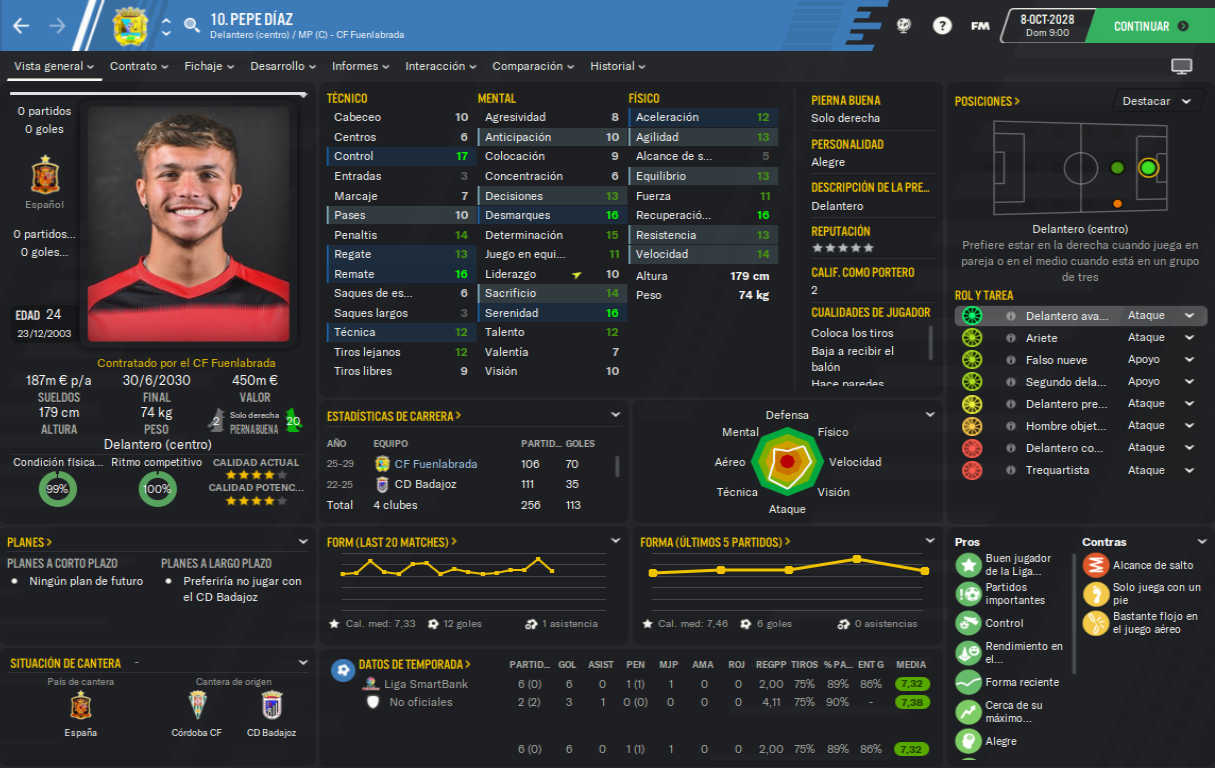 10. PEPE DÍAZ
Delantero (centro) / MP (C) - CF Fuenlabrada
?
FM
8-OCT-2028
Dom 9:00
CONTINUAR
Vista general
Contrato
Fichaje
Desarrollo
Informes
Interacción
Comparación
Historial
0 partidos
0 goles
Español
0 partidos...
0 goles...
EDAD 24
23/12/2003
Contratado por el CF Fuenlabrada
187m € p/a
SUELDOS
30/6/2030
FINAL
450m €
VALOR
179 cm
ALTURA
74 kg
PESO
2
Solo derecha
PIERNA BUENA
20
Delantero (centro)
Condición física...
99%
Ritmo competitivo
100%
CALIDAD ACTUAL
CALIDAD POTENC...
TÉCNICO
Cabeceo 10
Centros 6
Control 17
Entradas 3
Marcaje 7
Pases 10
Penaltis 14
Regate 13
Remate 16
Saques de es... 6
Saques largos 3
Técnica 12
Tiros lejanos 12
Tiros libres 9
MENTAL
Agresividad 8
Anticipación 10
Colocación 9
Concentración 6
Decisiones 13
Desmarques 16
Determinación 15
Juego en equi... 11
Liderazgo 10
Sacrificio 14
Serenidad 16
Talento 12
Valentía 7
Visión 10
FÍSICO
Aceleración 12
Agilidad 13
Alcance de s... 5
Equilibrio 13
Fuerza 11
Recuperació... 16
Resistencia 13
Velocidad 14
Altura 179 cm
Peso 74 kg
PIERNA BUENA
Solo derecha
PERSONALIDAD
Alegre
DESCRIPCIÓN DE LA PRE...
Delantero
REPUTACIÓN
CALIF. COMO PORTERO
2
CUALIDADES DE JUGADOR
Coloca los tiros
Baja a recibir el
balón
Hace paredes
POSICIONES >
Destacar
Delantero (centro)
Prefiere estar en la derecha cuando juega en
pareja o en el medio cuando está en un grupo
de tres
ROL Y TAREA
Delantero ava... Ataque
Ariete Ataque
Falso nueve Apoyo
Segundo dela... Apoyo
Delantero pre... Ataque
Hombre objet... Ataque
Delantero co... Ataque
Trequartista Ataque
ESTADÍSTICAS DE CARRERA >
AÑO EQUIPO PARTID... GOLES
25-29 CF Fuenlabrada 106 70
22-25 CD Badajoz 111 35
Total 4 clubes 256 113
Defensa
Físico
Velocidad
Visión
Ataque
Técnica
Aéreo
Mental
PLANES >
PLANES A CORTO PLAZO
Ningún plan de futuro
PLANES A LARGO PLAZO
Preferiría no jugar con
el CD Badajoz
FORM (LAST 20 MATCHES) >
Cal. med: 7,33 12 goles 1 asistencia
FORMA (ÚLTIMOS 5 PARTIDOS) >
Cal. med: 7,46 6 goles 0 asistencias
Pros
Buen jugador
de la Liga...
Partidos
importantes
Control
Rendimiento en
el...
Forma reciente
Cerca de su
máximo...
Alegre
Contras
Alcance de salto
Solo juega con un
pie
Bastante flojo en
el juego aéreo
SITUACIÓN DE CANTERA -
País de cantera
España
Cantera de origen
Córdoba CF
CD Badajoz
DATOS DE TEMPORADA > PARTID... GOL ASIST PEN MJP AMA ROJ REGPP TIROS % PA... ENT G MEDIA
Liga SmartBank 6 (0) 6 0 1 (1) 1 0 0 2,00 75% 89% 86% 7,32
No oficiales 2 (2) 3 1 0 (0) 0 0 0 4,11 75% 90% - 7,38
6 (0) 6 0 1 (1) 1 0 0 2,00 75% 89% 86% 7,32